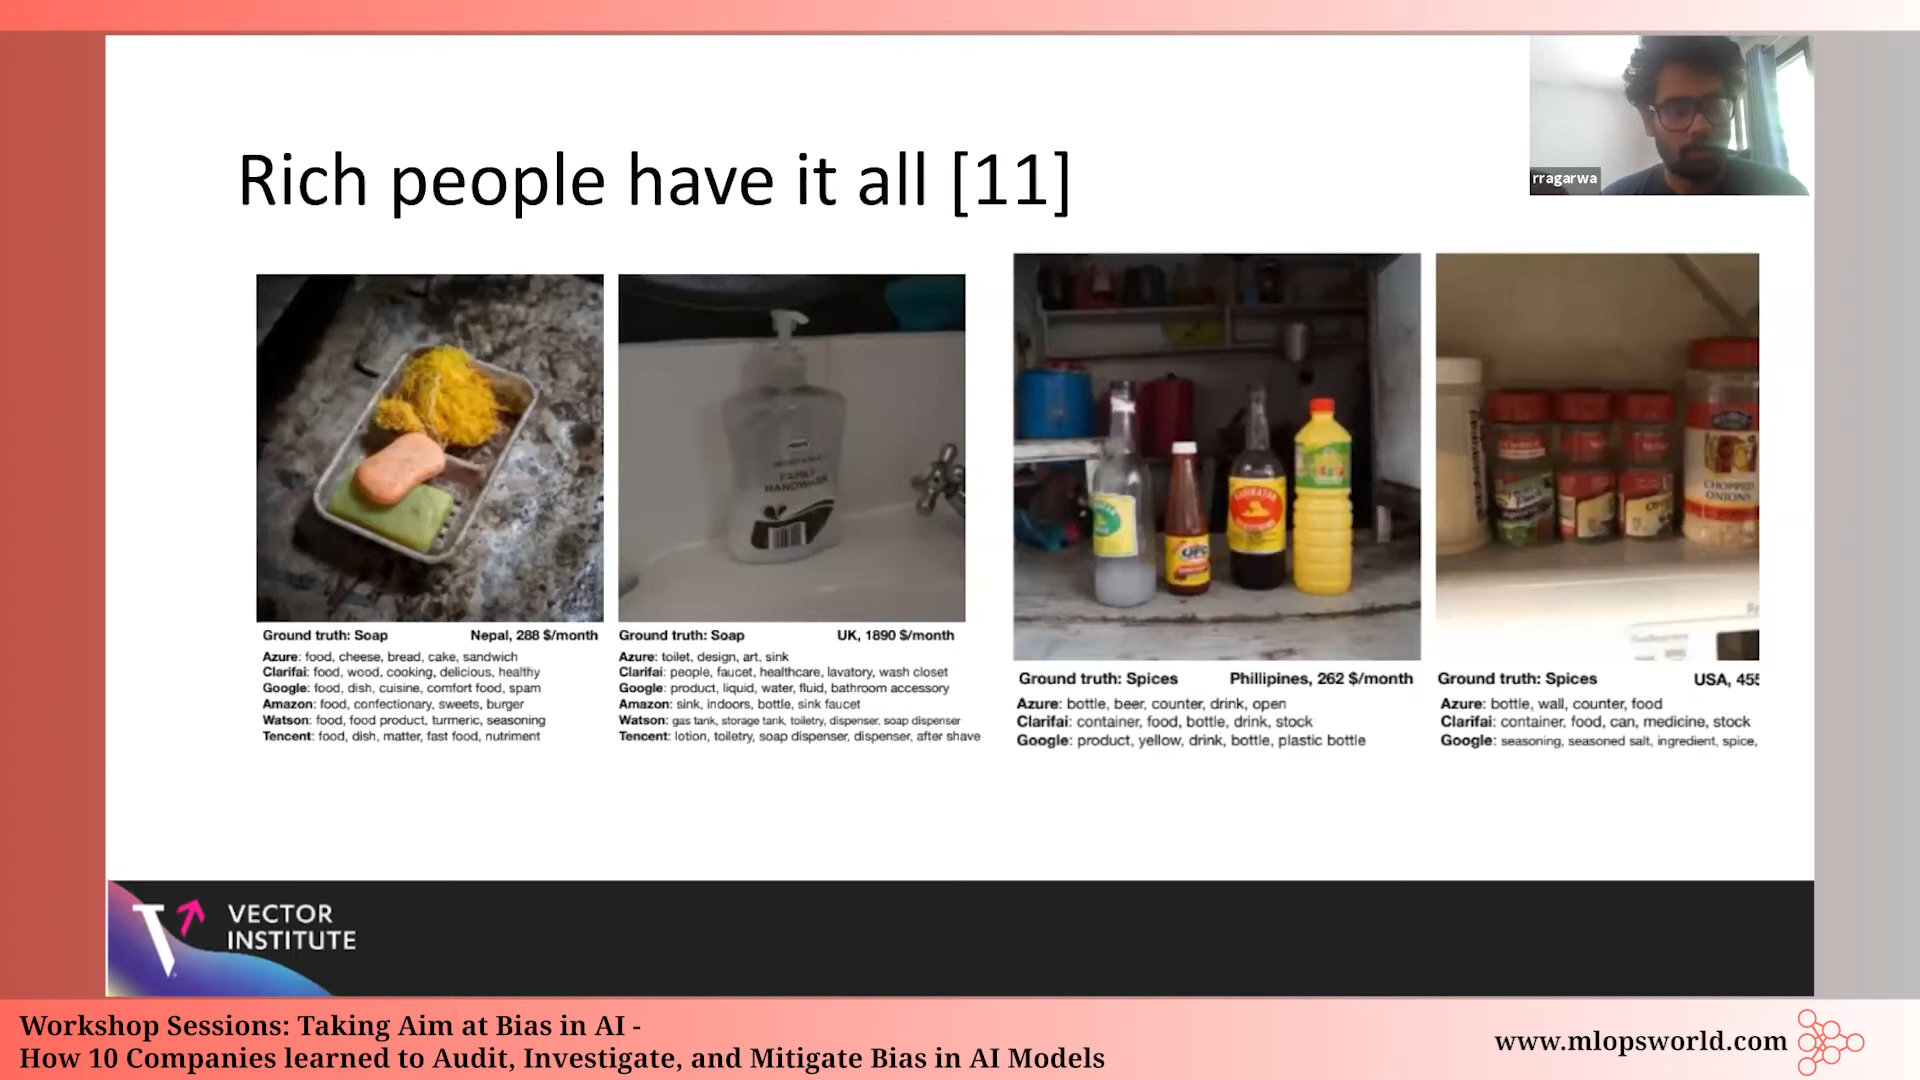 rragarwa
Rich people have it all [11]
FAMILY
HANDWASH
UFC
CHOPPED
ONIONS
Ground truth: Soap Nepal, 288 $/month
Azure: food, cheese, bread, cake, sandwich
Clarifai: food, wood, cooking, delicious, healthy
Google: food, dish, cuisine, comfort food, spam
Amazon: food, confectionary, sweets, burger
Watson: food, food product, turmeric, seasoning
Tencent: food, dish, matter, fast food, nutriment
Ground truth: Soap UK, 1890 $/month
Azure: toilet, design, art, sink
Clarifai: people, faucet, healthcare, lavatory, wash closet
Google: product, liquid, water, fluid, bathroom accessory
Amazon: sink, indoors, bottle, sink faucet
Watson: gas tank, storage tank, toiletry, dispenser, soap dispenser
Tencent: lotion, toiletry, soap dispenser, dispenser, after shave
Ground truth: Spices Phillipines, 262 $/month
Azure: bottle, beer, counter, drink, open
Clarifai: container, food, bottle, drink, stock
Google: product, yellow, drink, bottle, plastic bottle
Ground truth: Spices USA, 455
Azure: bottle, wall, counter, food
Clarifai: container, food, can, medicine, stock
Google: seasoning, seasoned salt, ingredient, spice,
VECTOR
INSTITUTE
Workshop Sessions: Taking Aim at Bias in AI -
How 10 Companies learned to Audit, Investigate, and Mitigate Bias in AI Models
www.mlopsworld.com